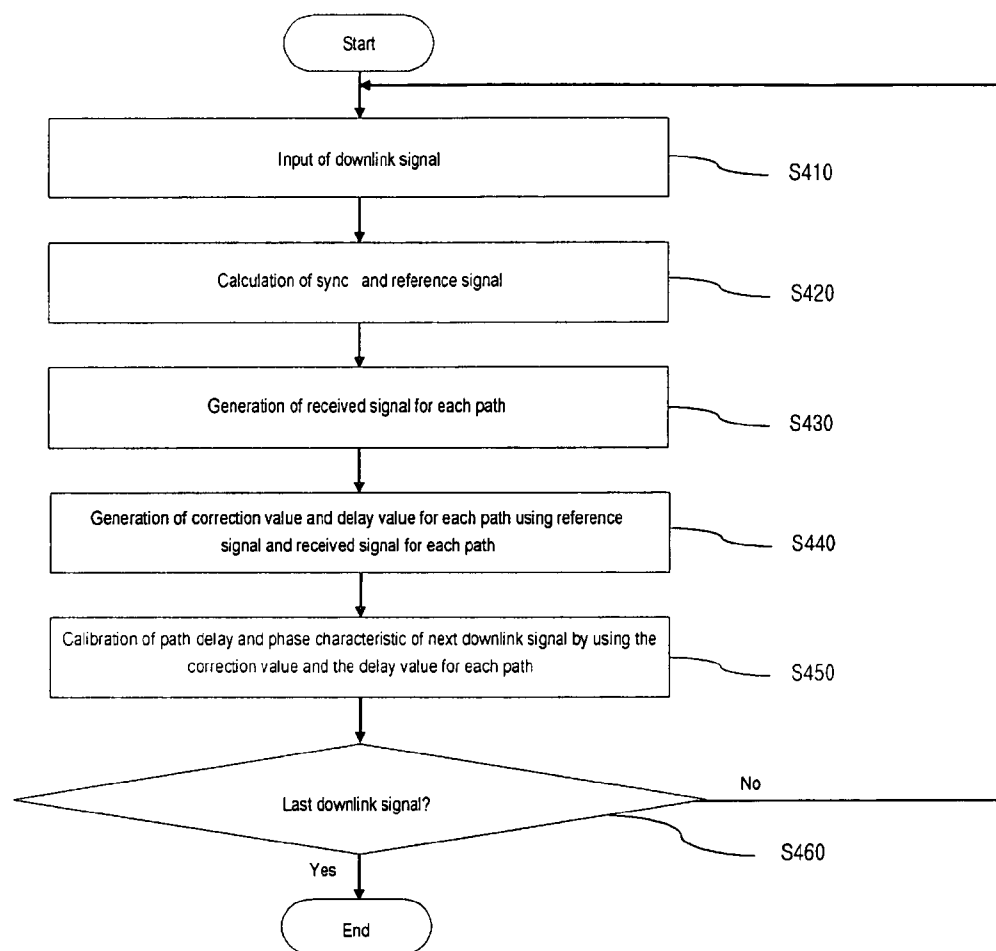 Start
Input of downlink signal
S410
Calculation of sync and reference signal
S420
Generation of received signal for each path
S430
Generation of correction value and delay value for each path using reference
signal and received signal for each path
S440
Calibration of path delay and phase characteristic of next downlink signal by using the
correction value and the delay value for each path
S450
Last downlink signal?
No
S460
Yes
End